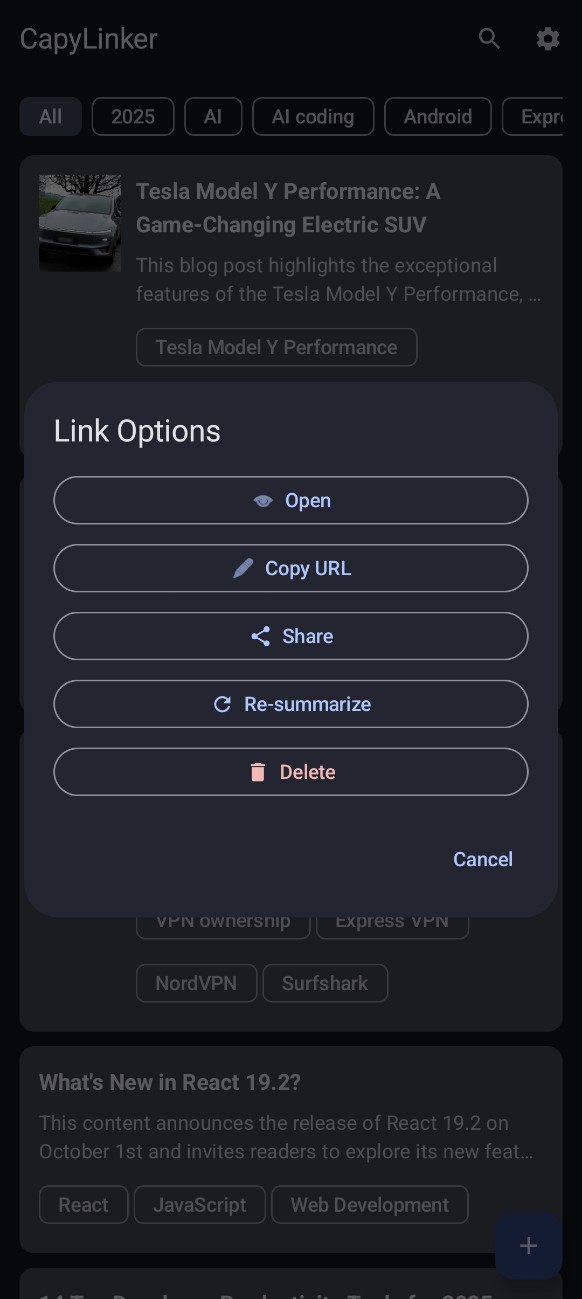 CapyLinker
All
2025
AI
AI coding
Android
Expr
Tesla Model Y Performance: A
Game-Changing Electric SUV
This blog post highlights the exceptional
features of the Tesla Model Y Performance, ...
Tesla Model Y Performance
Link Options
Open
Copy URL
Share
Re-summarize
Delete
Cancel
VPN ownership
Express VPN
NordVPN
Surfshark
What's New in React 19.2?
This content announces the release of React 19.2 on
October 1st and invites readers to explore its new feat...
React
JavaScript
Web Development